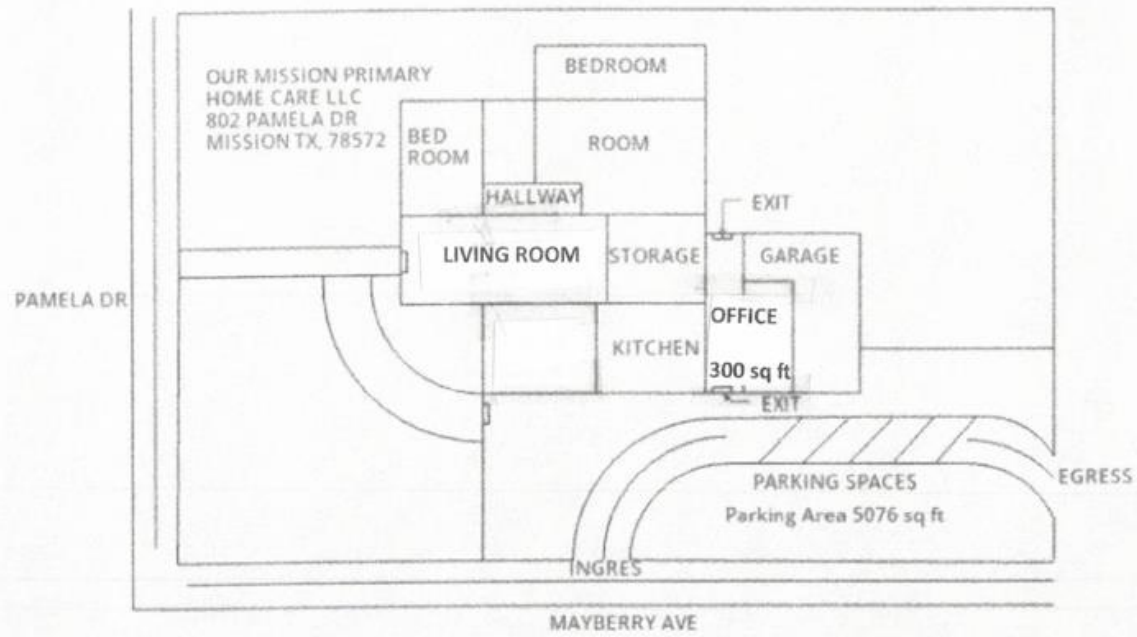 OUR MISSION PRIMARY
HOME CARE LLC
802 PAMELA DR
MISSION TX, 78572
BEDROOM
BED
ROOM
ROOM
HALLWAY
EXIT
LIVING ROOM
STORAGE
GARAGE
PAMELA DR
OFFICE
KITCHEN
300 sq ft
EXIT
PARKING SPACES
EGRESS
Parking Area 5076 sq ft
INGRES
MAYBERRY AVE